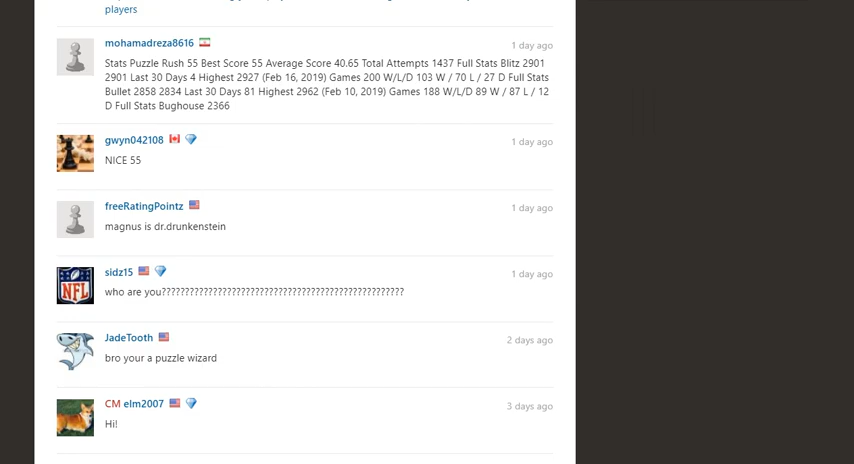 players
mohamadreza8616
1 day ago
Stats Puzzle Rush 55 Best Score 55 Average Score 40.65 Total Attempts 1437 Full Stats Blitz 2901
2901 Last 30 Days 4 Highest 2927 (Feb 16, 2019) Games 200 W/L/D 103 W / 70 L / 27 D Full Stats
Bullet 2858 2834 Last 30 Days 81 Highest 2962 (Feb 10, 2019) Games 188 W/L/D 89 W / 87 L / 12
D Full Stats Bughouse 2366
gwyn042108
1 day ago
NICE 55
freeRatingPointz
1 day ago
magnus is dr.drunkenstein
NFL
sidz15
1 day ago
who are you????????????????????????????????????????????????????
JadeTooth
2 days ago
bro your a puzzle wizard
CM elm2007
3 days ago
Hi!